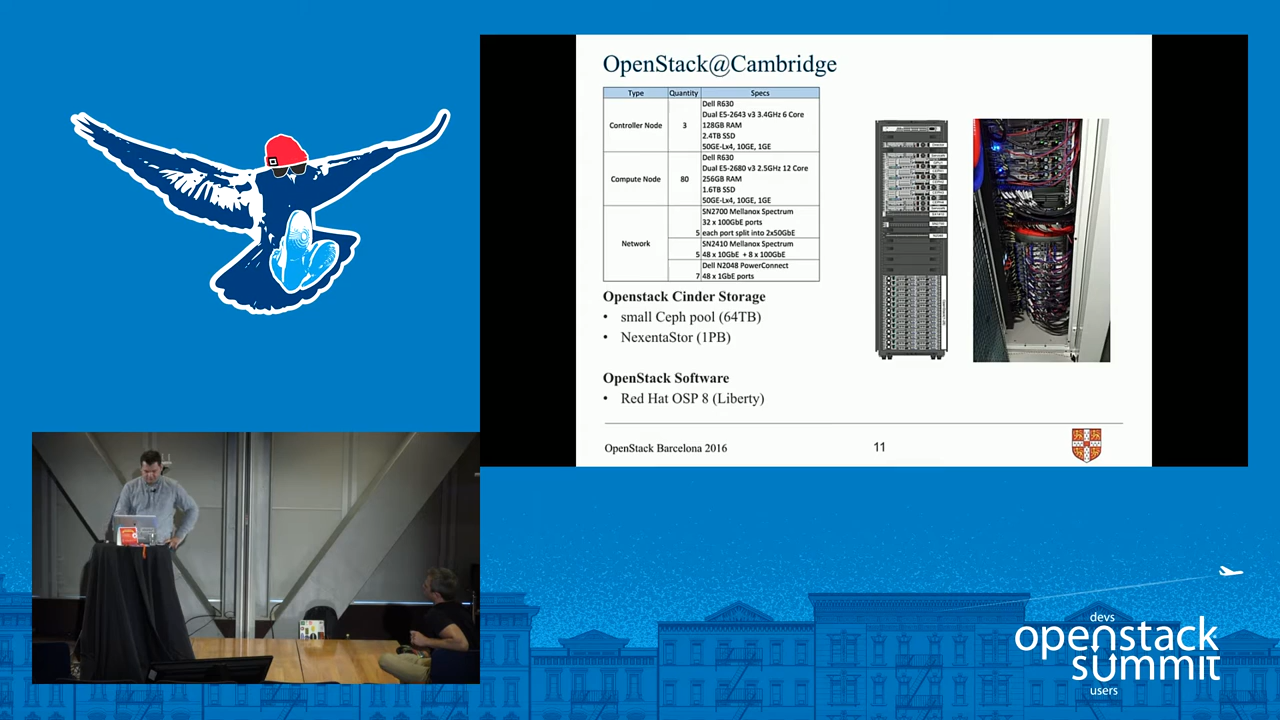 OpenStack@Cambridge
Type Quantity Specs
Controller Node 3
Dell R630
Dual E5-2643 v3 3.4GHz 6 Core
128GB RAM
2.4TB SSD
50GE-Lx4, 10GE, 1GE
Compute Node 80
Dell R630
Dual E5-2680 v3 2.5GHz 12 Core
256GB RAM
1.6TB SSD
50GE-Lx4, 10GE, 1GE
Network
5
SN2700 Mellanox Spectrum
32 x 100GbE ports
each port split into 2x50GbE
5
SN2410 Mellanox Spectrum
48 x 10GbE + 8 x 100GbE
7
Dell N2048 PowerConnect
48 x 1GbE ports
Openstack Cinder Storage
• small Ceph pool (64TB)
• NexentaStor (1PB)
OpenStack Software
• Red Hat OSP 8 (Liberty)
OpenStack Barcelona 2016
11
devs
openstack
summit
users